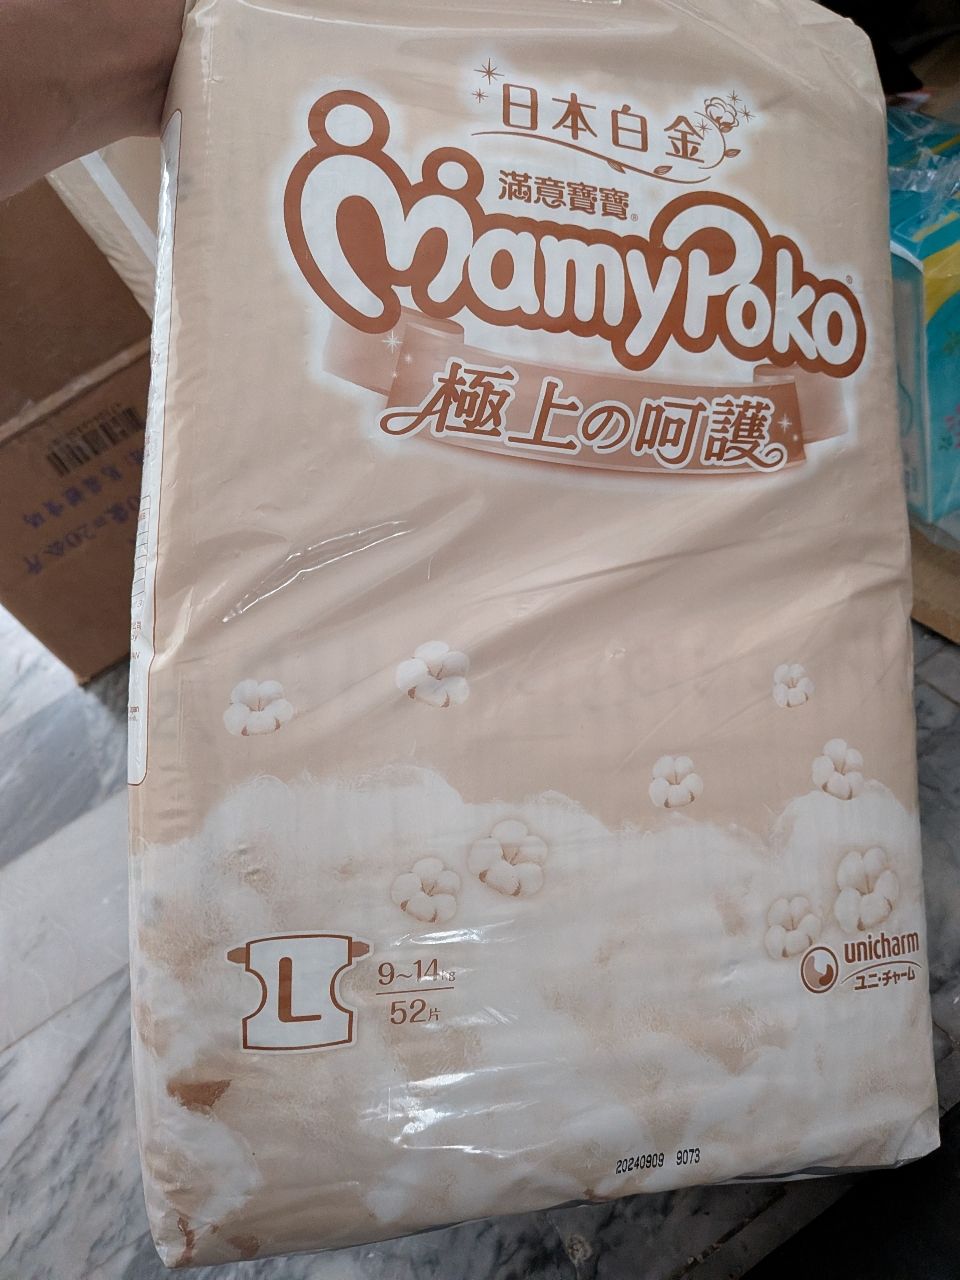 日本白金
滿意寶寶®
MamyPoko®
極上の呵護
L
9~14kg
52片
unicharm
ユニ・チャーム
20240909 9073